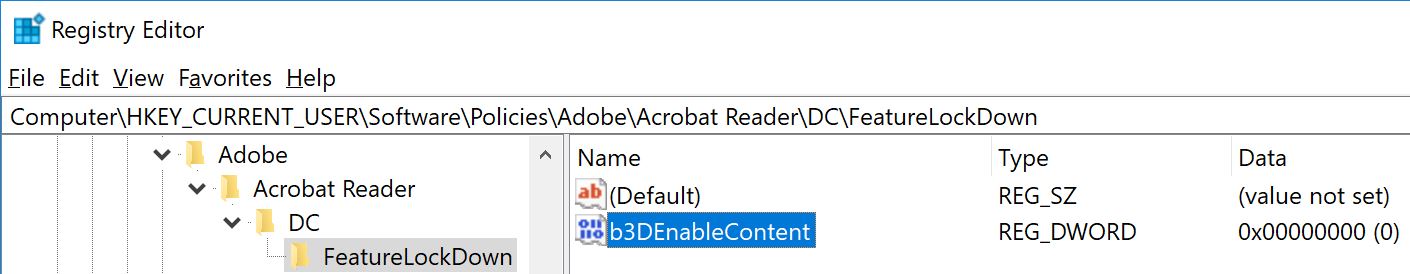 Registry Editor
File Edit View Favorites Help
Computer\HKEY_CURRENT_USER\Software\Policies\Adobe\Acrobat Reader\DC\FeatureLockDown
Adobe
Acrobat Reader
DC
FeatureLockDown
Name Type Data
ab (Default) REG_SZ (value not set)
b3DEnableContent REG_DWORD 0x00000000 (0)